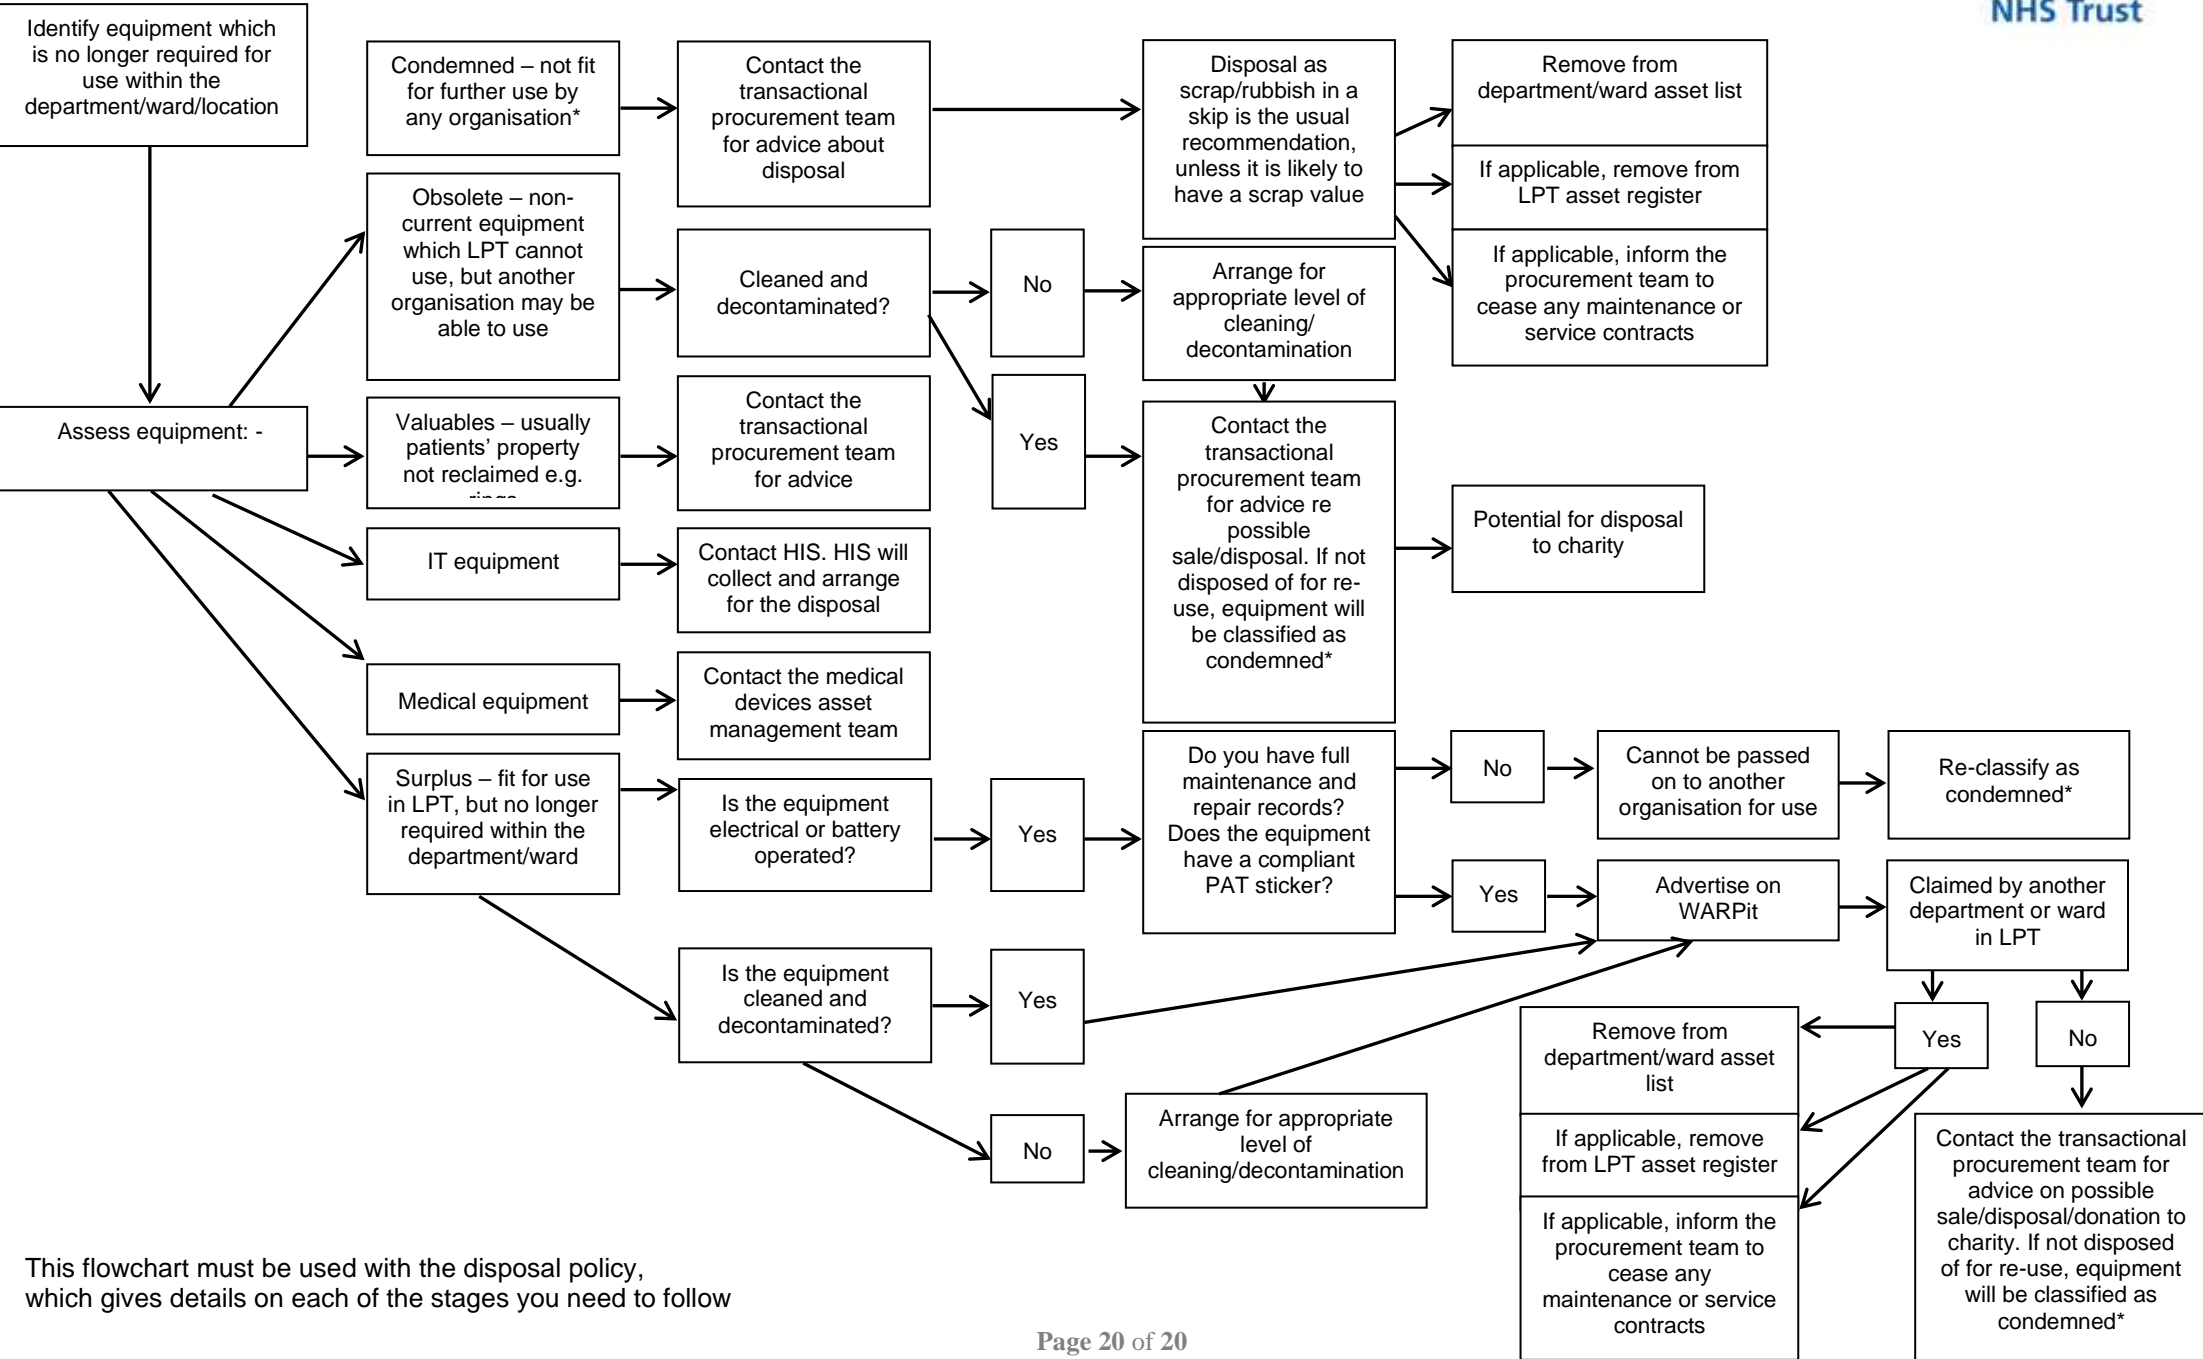 NHS Trust
Identify equipment which
is no longer required for
use within the
department/ward/location
Assess equipment: -
Condemned – not fit
for further use by
any organisation*
Contact the
transactional
procurement team
for advice about
disposal
Disposal as
scrap/rubbish in a
skip is the usual
recommendation,
unless it is likely to
have a scrap value
Remove from
department/ward asset list
If applicable, remove from
LPT asset register
If applicable, inform the
procurement team to
cease any maintenance or
service contracts
Obsolete – non-
current equipment
which LPT cannot
use, but another
organisation may be
able to use
Cleaned and
decontaminated?
No
Arrange for
appropriate level of
cleaning/
decontamination
Yes
Contact the
transactional
procurement team
for advice re
possible
sale/disposal. If not
disposed of for re-
use, equipment will
be classified as
condemned*
Potential for disposal
to charity
Valuables – usually
patients’ property
not reclaimed e.g.
rings
Contact the
transactional
procurement team
for advice
IT equipment
Contact HIS. HIS will
collect and arrange
for the disposal
Medical equipment
Contact the medical
devices asset
management team
Surplus – fit for use
in LPT, but no longer
required within the
department/ward
Is the equipment
electrical or battery
operated?
Yes
Do you have full
maintenance and
repair records?
Does the equipment
have a compliant
PAT sticker?
No
Cannot be passed
on to another
organisation for use
Re-classify as
condemned*
Yes
Advertise on
WARPit
Claimed by another
department or ward
in LPT
Is the equipment
cleaned and
decontaminated?
Yes
No
Arrange for appropriate
level of
cleaning/decontamination
Yes
Remove from
department/ward asset
list
If applicable, remove
from LPT asset register
If applicable, inform the
procurement team to
cease any
maintenance or service
contracts
No
Contact the transactional
procurement team for
advice on possible
sale/disposal/donation to
charity. If not disposed
of for re-use, equipment
will be classified as
condemned*
This flowchart must be used with the disposal policy,
which gives details on each of the stages you need to follow
Page 20 of 20